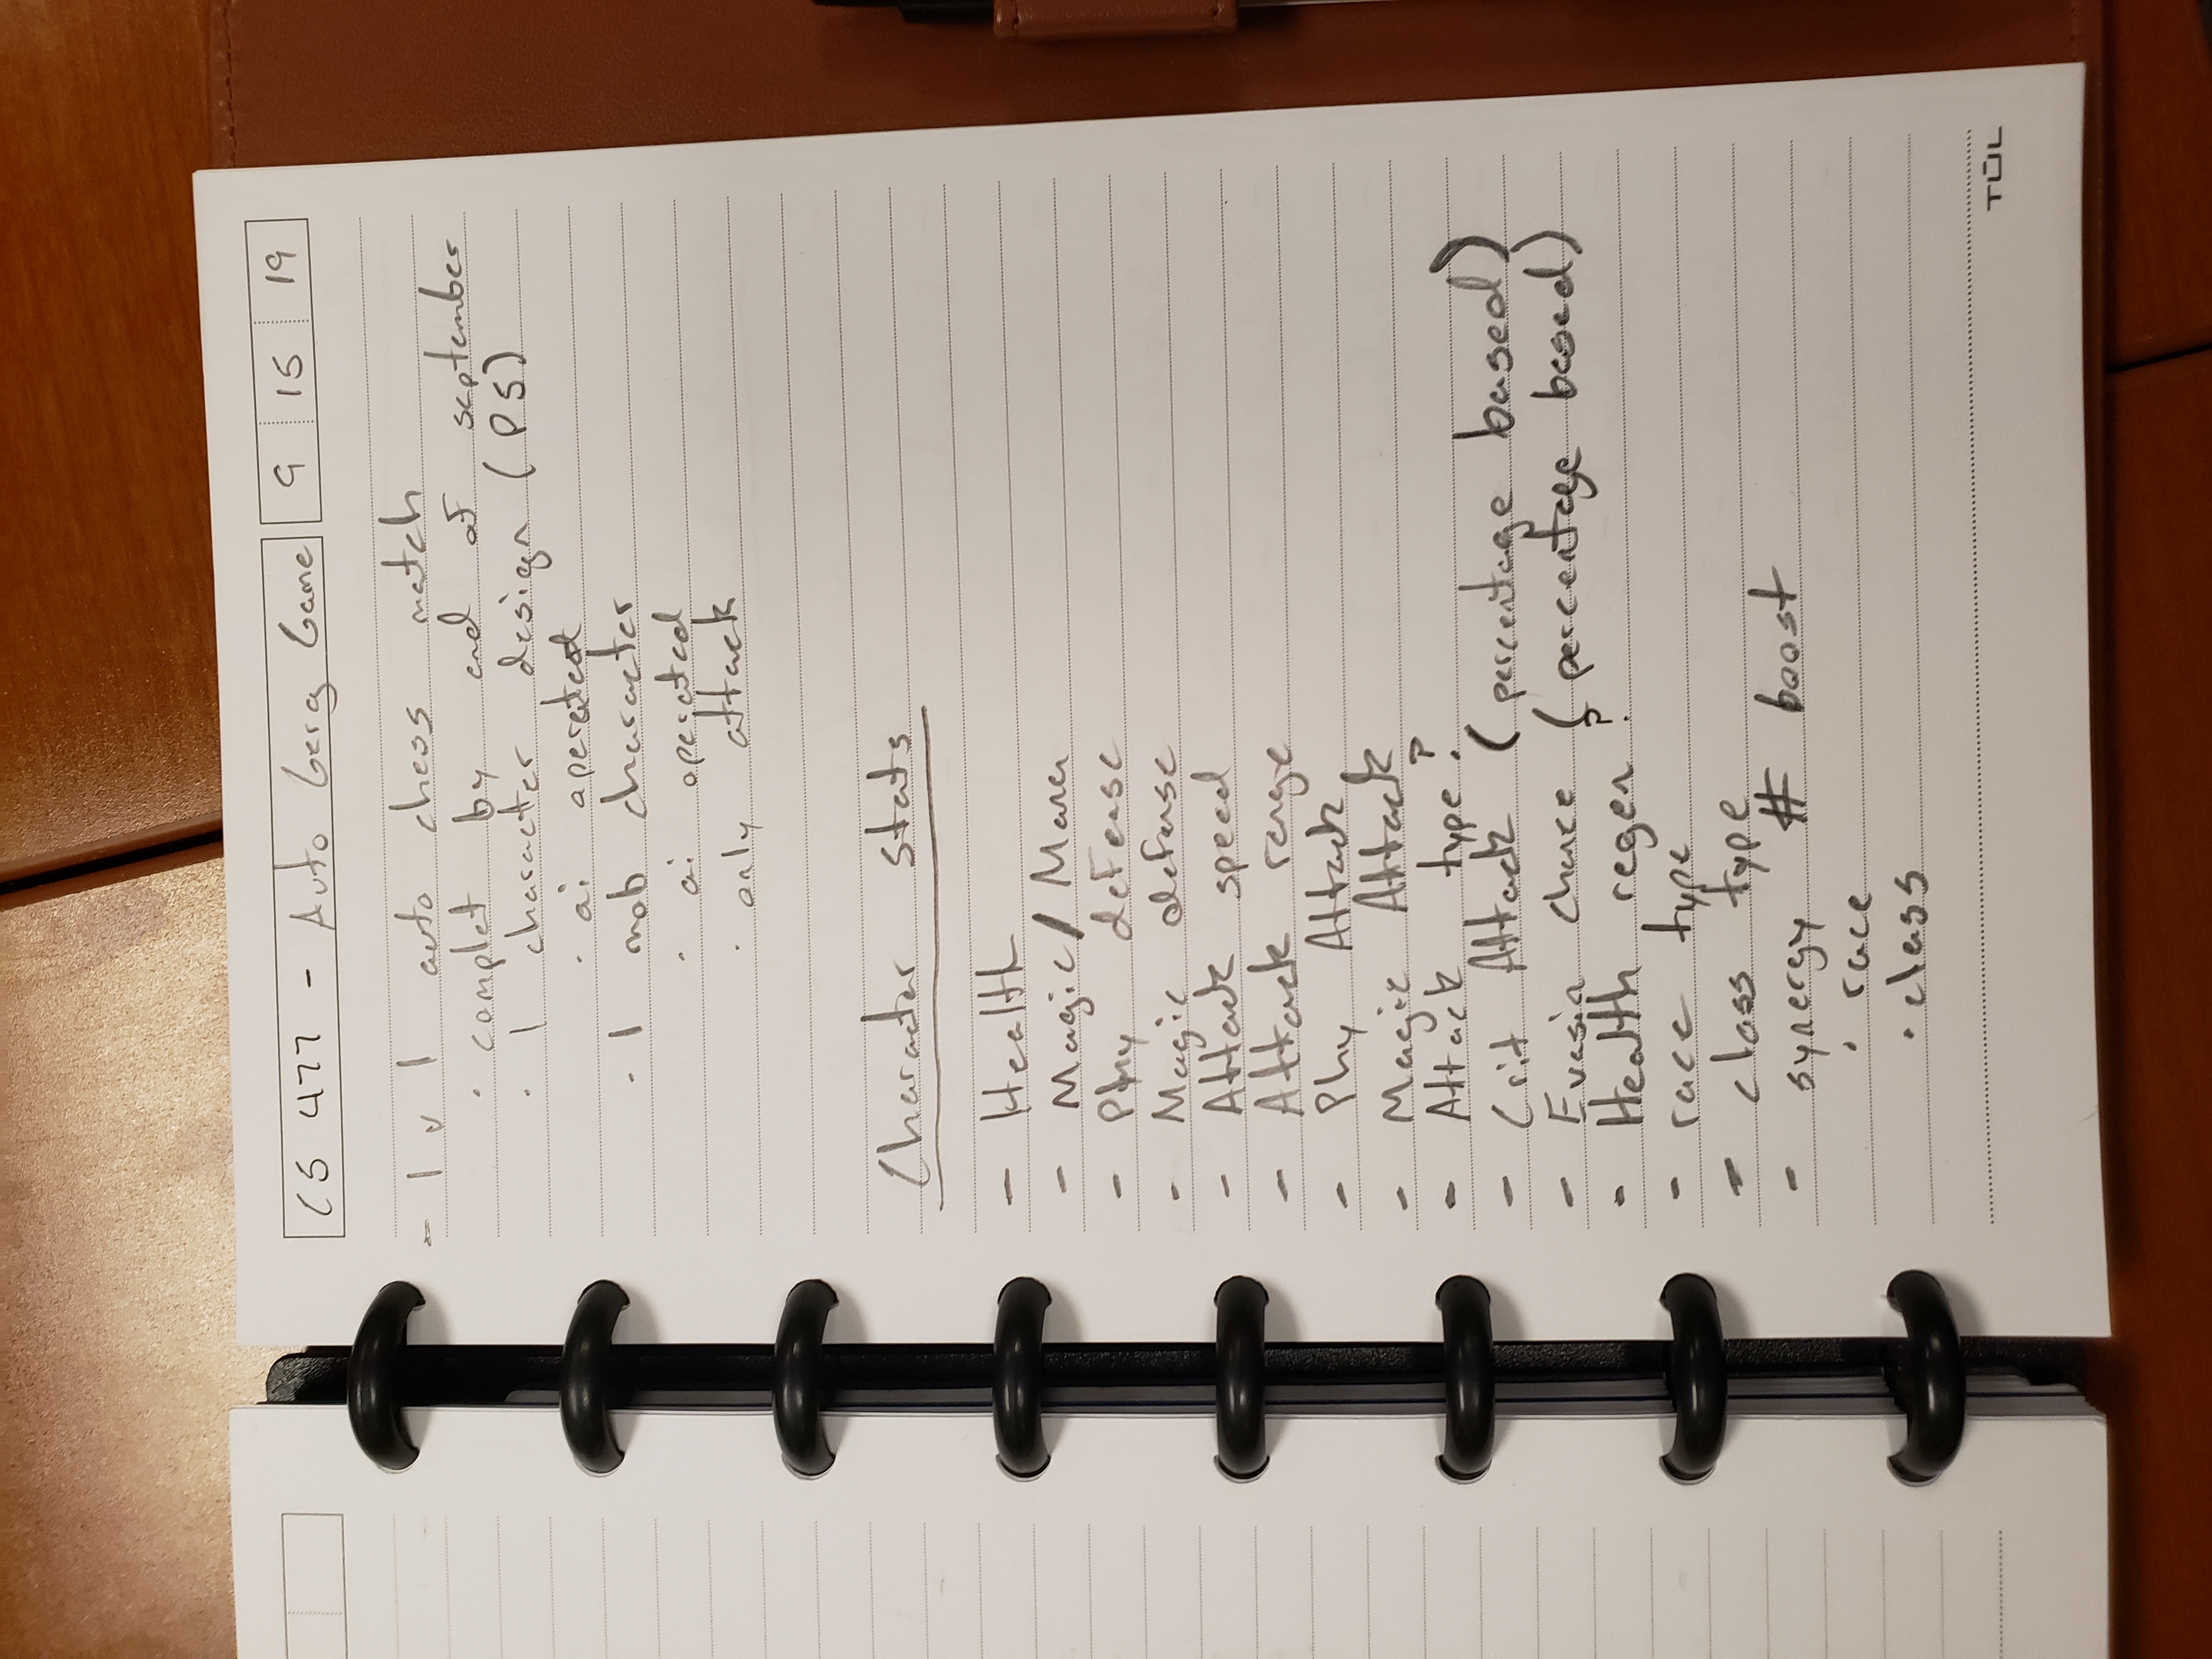 CS 477 - Auto Gerg Game 9 15 19
- 1 v 1 auto chess match
· complet by end of september
· 1 character design (PS)
· ai operated
· 1 mob character
· ai operated
· only attack
Character stats
- Health
- Magic/Mana
- Phy defense
- Magic defense
- Attack speed
- Attack range
- Phy Attack
- Magic Attack
- Attack type?
- Crit Attack (percentage based)
- Evasin chance (percentage based)
- Health regen?
- race type
- class type
- synergy # boost
· race
· class
TŪL